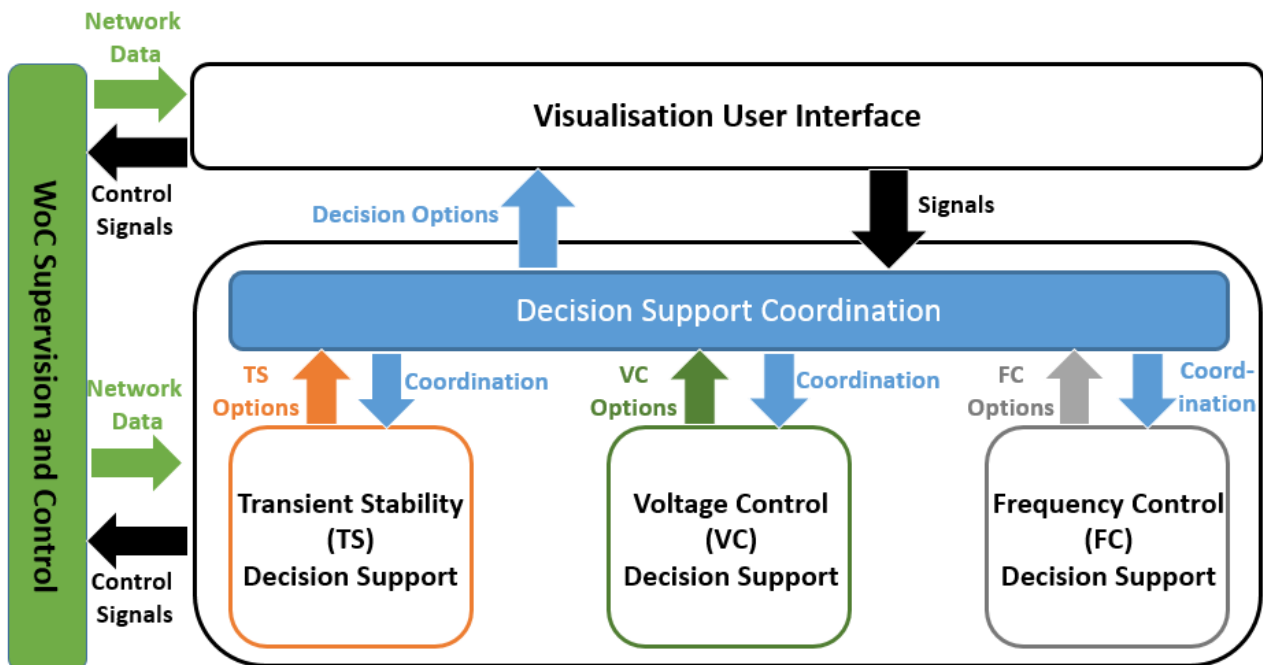 Network
Data
Visualisation User Interface
Control
Signals
Decision Options
Signals
WoC Supervision and Control
Decision Support Coordination
TS
Options
Coordination
VC
Options
Coordination
FC
Options
Coord-
ination
Network
Data
Transient Stability
(TS)
Decision Support
Voltage Control
(VC)
Decision Support
Frequency Control
(FC)
Decision Support
Control
Signals